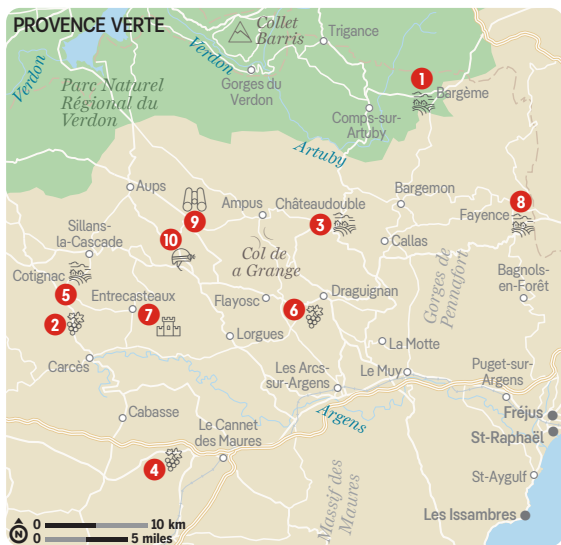 PROVENCE VERTE
Collet
Barris
Trigance
Verdon
Verdon
Gorges du
Verdon
Parc Naturel
Régional du
Verdon
1
Bargème
Comps-sur-
Artuby
Artuby
Aups
9
Ampus
Châteaudouble
3
Bargemon
8
Fayence
Sillans-
la-Cascade
10
Col de
a Grange
Callas
Cotignac
5
Entrecasteaux
2
7
Flayosc
6
Draguignan
Gorges de
Pennafort
Bagnols-
en-Forêt
Lorgues
La Motte
Carcès
Les Arcs-
sur-Argens
Le Muy
Puget-sur-
Argens
Cabasse
Argens
Fréjus
Le Cannet
des Maures
St-Raphaël
4
Massif des
Maures
St-Aygulf
Les Issambres
N
0 10 km
0 5 miles